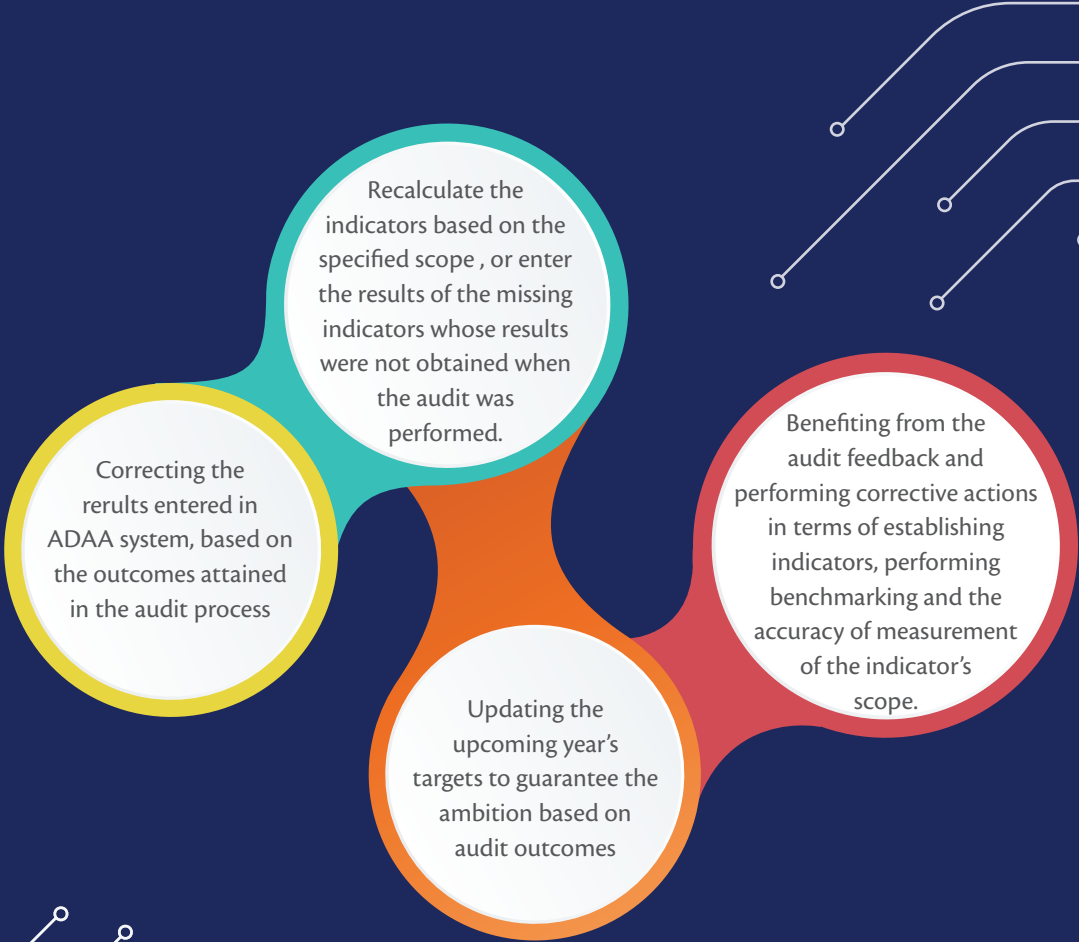 Correcting the
rerults entered in
ADAA system, based on
the outcomes attained
in the audit process
Recalculate the
indicators based on the
specified scope , or enter
the results of the missing
indicators whose results
were not obtained when
the audit was
performed.
Updating the
upcoming year’s
targets to guarantee the
ambition based on
audit outcomes
Benefiting from the
audit feedback and
performing corrective actions
in terms of establishing
indicators, performing
benchmarking and the
accuracy of measurement
of the indicator’s
scope.